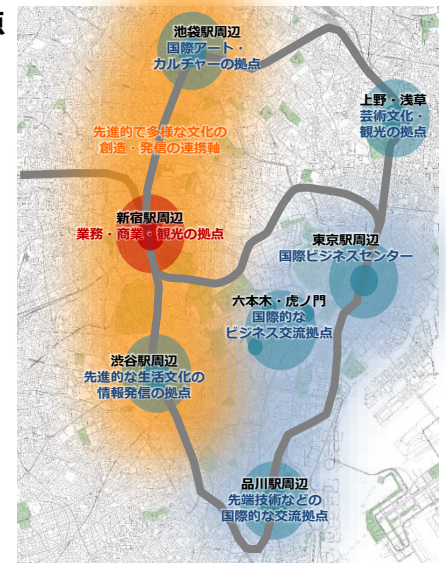 池袋駅周辺
国際アート・
カルチャーの拠点
上野・浅草
芸術文化・
観光の拠点
先進的で多様な文化の
創造・発信の連携軸
新宿駅周辺
業務・商業・観光の拠点
東京駅周辺
国際ビジネスセンター
六本木・虎ノ門
国際的な
ビジネス交流拠点
渋谷駅周辺
先進的な生活文化の
情報発信の拠点
品川駅周辺
先端技術などの
国際的な交流拠点